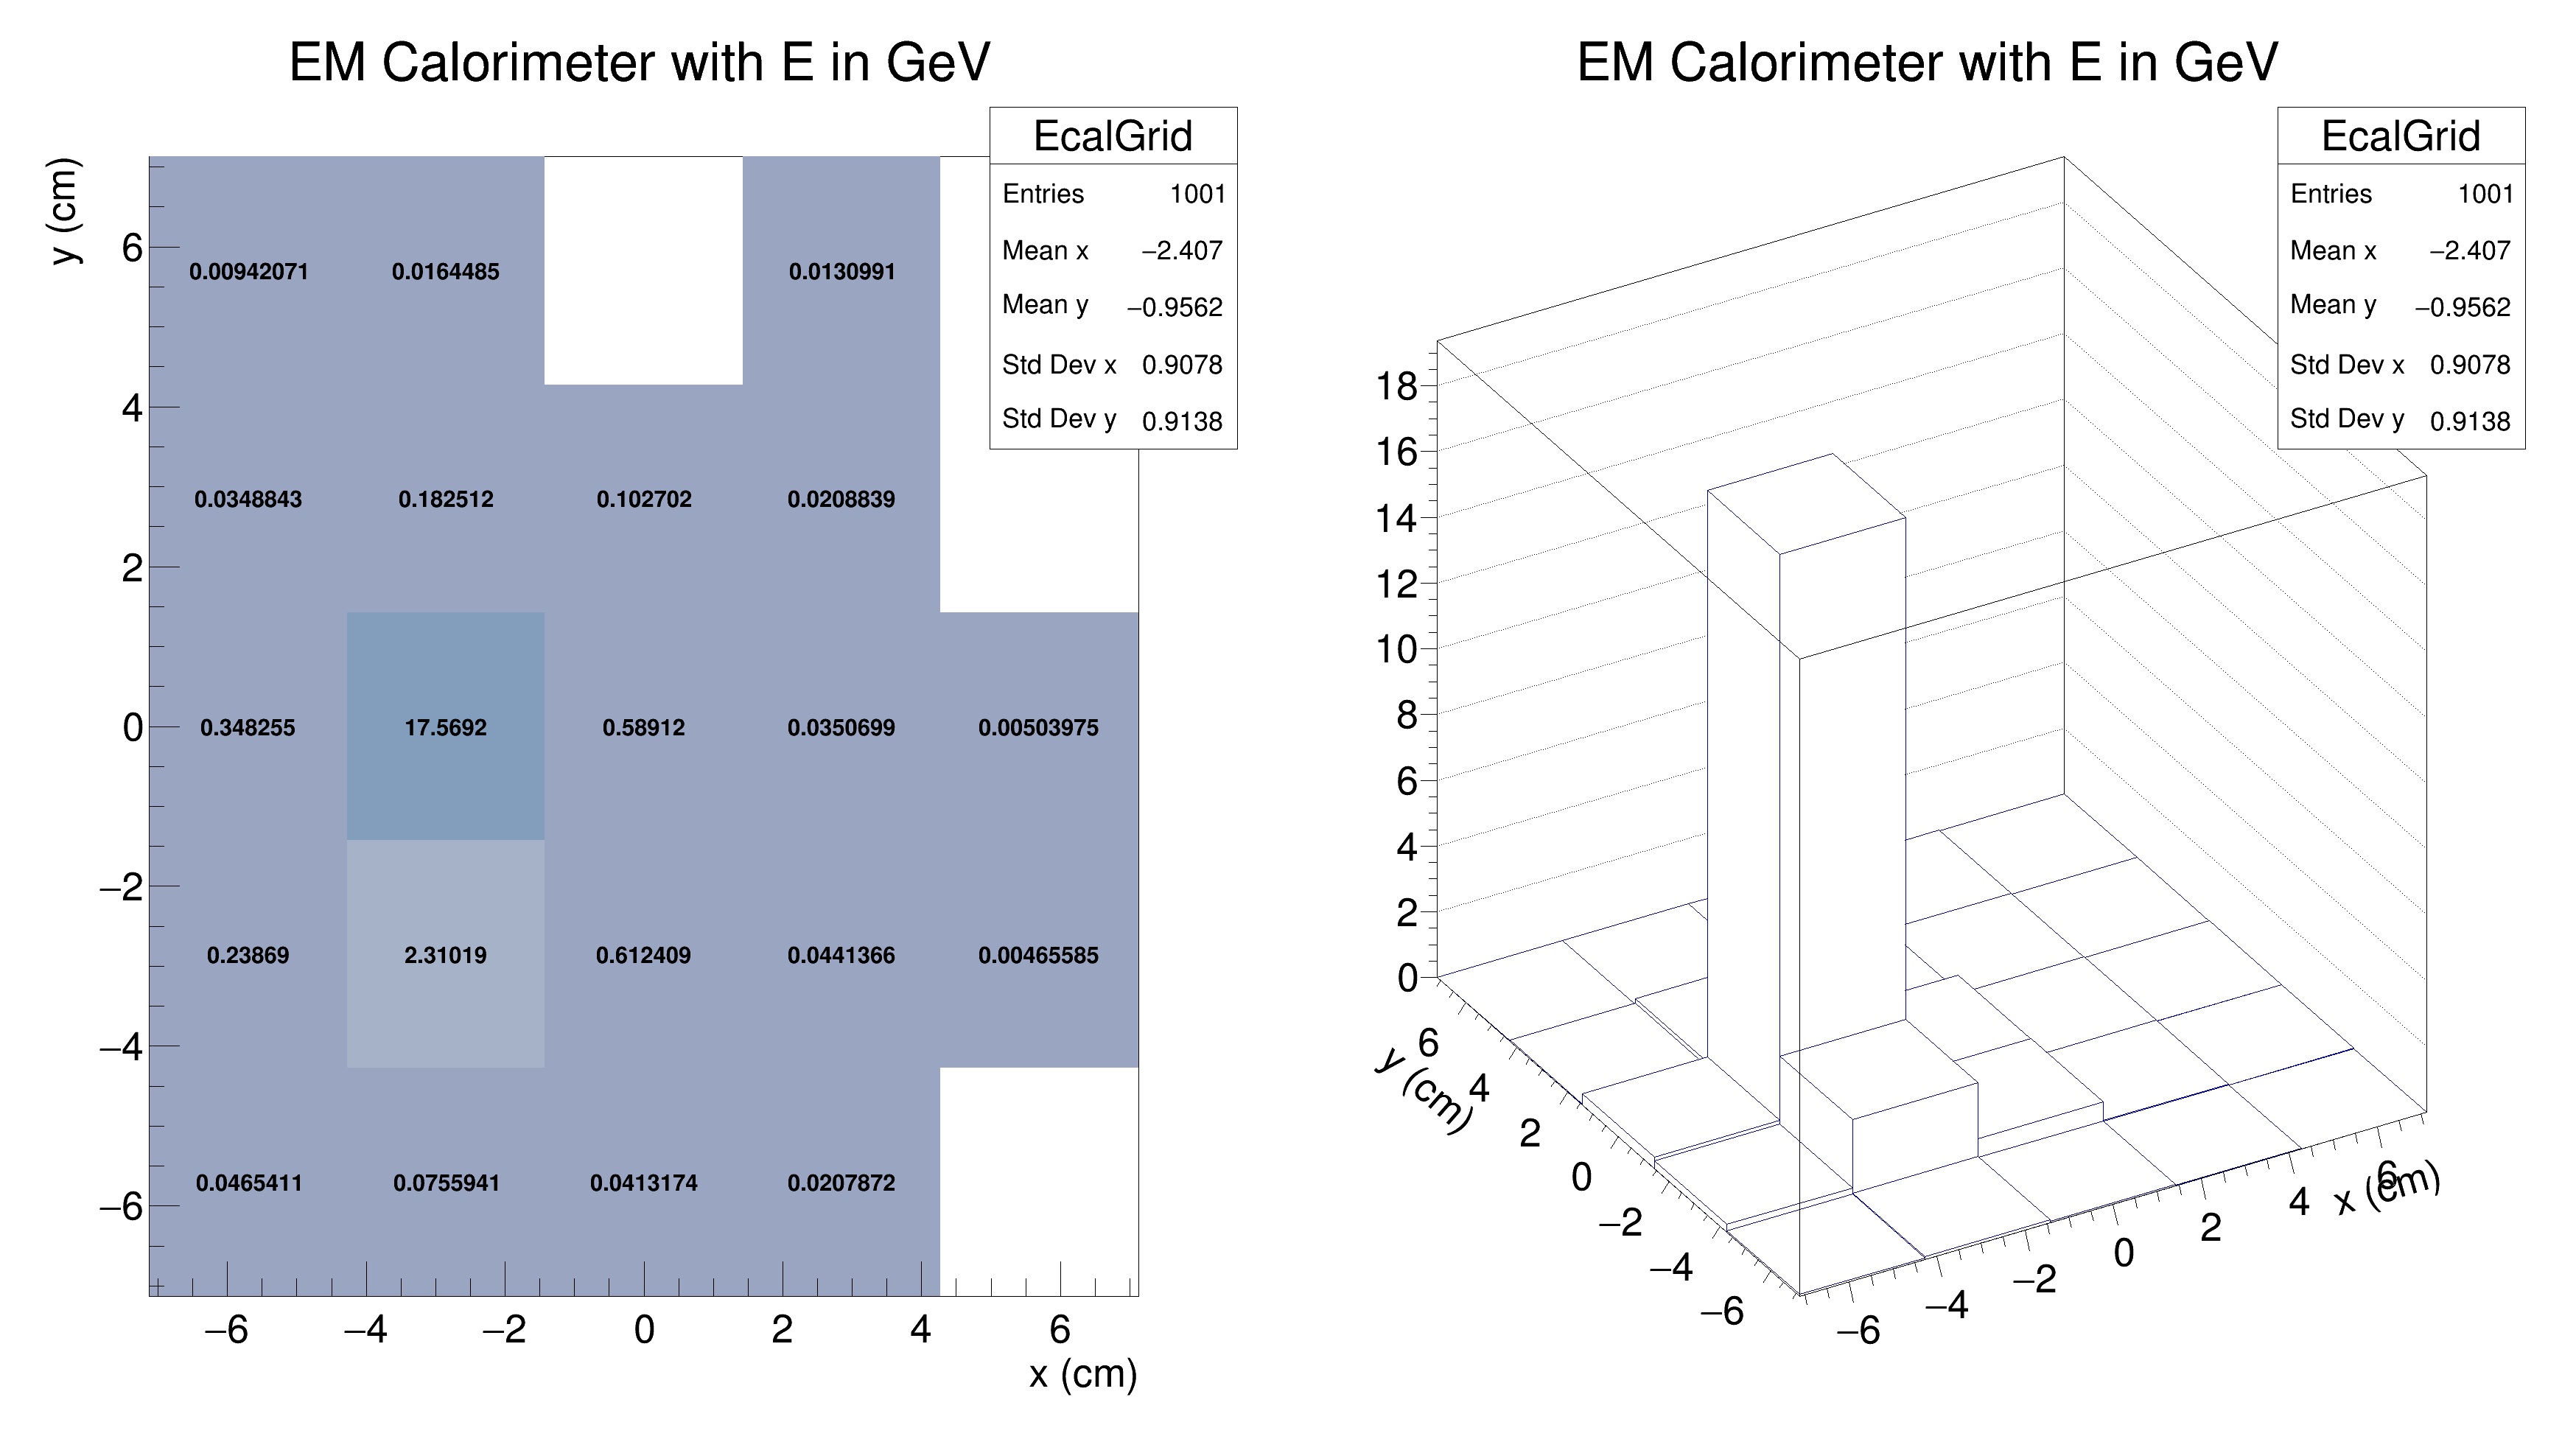 EM Calorimeter with E in GeV
EcalGrid
Entries 1001
Mean x −2.407
Mean y −0.9562
Std Dev x 0.9078
Std Dev y 0.9138
y (cm)
6
4
2
0
−2
−4
−6
0.00942071 0.0164485 0.0130991
0.0348843 0.182512 0.102702 0.0208839
0.348255 17.5692 0.58912 0.0350699 0.00503975
0.23869 2.31019 0.612409 0.0441366 0.00465585
0.0465411 0.0755941 0.0413174 0.0207872
−6 −4 −2 0 2 4 6
x (cm)
EM Calorimeter with E in GeV
EcalGrid
Entries 1001
Mean x −2.407
Mean y −0.9562
Std Dev x 0.9078
Std Dev y 0.9138
18
16
14
12
10
8
6
4
2
0
y (cm)
6
4
2
0
−2
−4
−6
−6 −4 −2 0 2 4 6
x (cm)